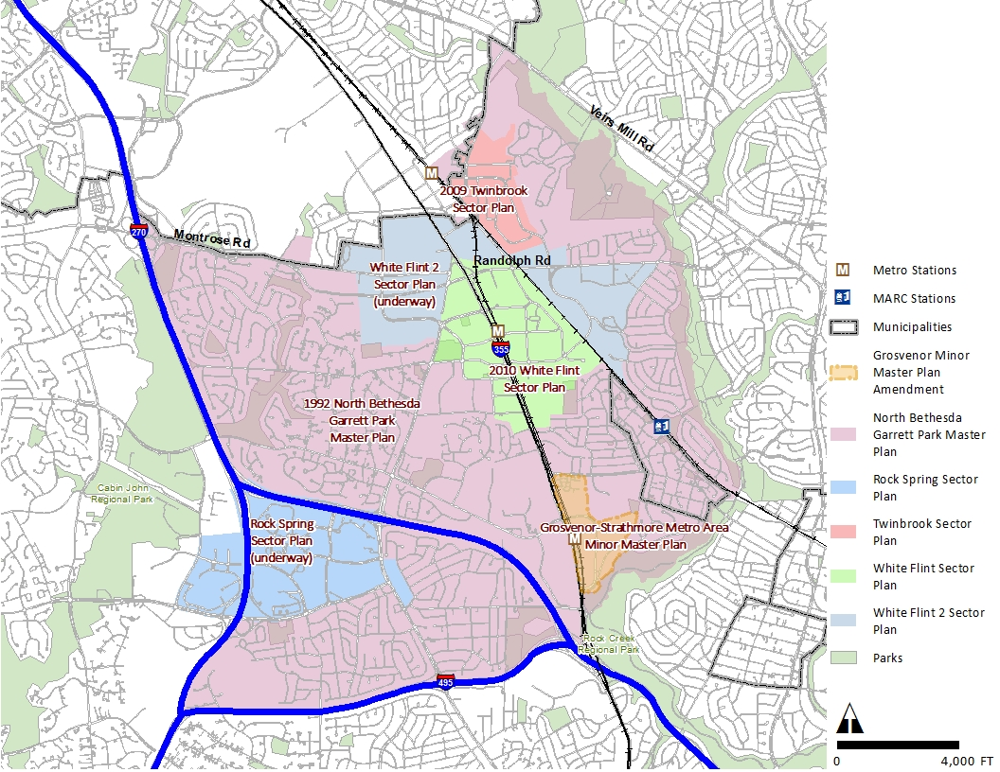 Veirs Mill Rd
M
2009 Twinbrook
Sector Plan
270
Montrose Rd
Randolph Rd
White Flint 2
Sector Plan
(underway)
M
355
2010 White Flint
Sector Plan
1992 North Bethesda
Garrett Park
Master Plan
Cabin John
Regional Park
Rock Spring
Sector Plan
(underway)
Grosvenor-Strathmore Metro Area
Minor Master Plan
M
Rock Creek
Regional Park
495
M
Metro Stations
MARC Stations
Municipalities
Grosvenor Minor
Master Plan
Amendment
North Bethesda
Garrett Park Master
Plan
Rock Spring Sector
Plan
Twinbrook Sector
Plan
White Flint Sector
Plan
White Flint 2 Sector
Plan
Parks
0
4,000 FT